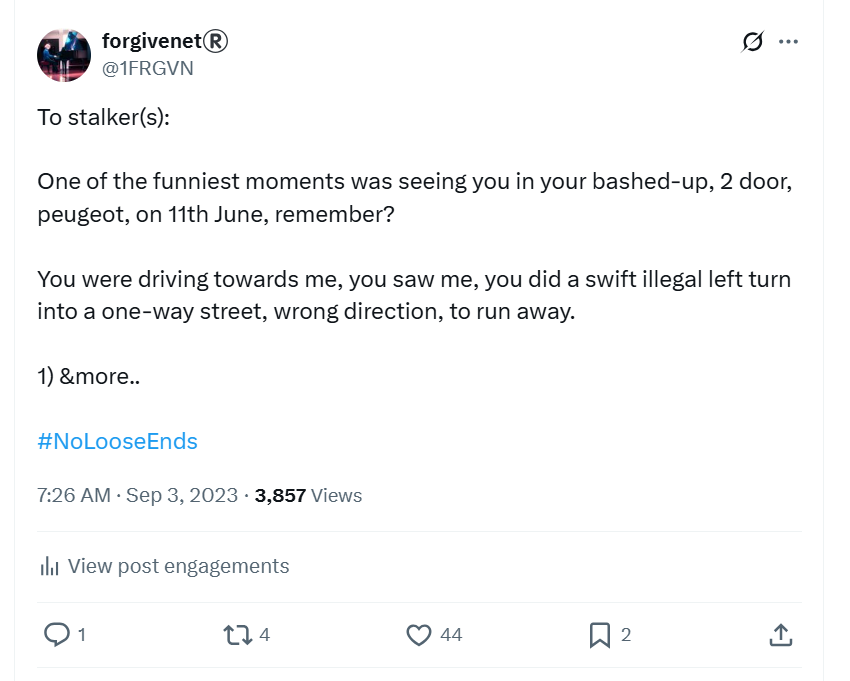 forgivenet®
@1FRGVN
To stalker(s):
One of the funniest moments was seeing you in your bashed-up, 2 door,
peugeot, on 11th June, remember?
You were driving towards me, you saw me, you did a swift illegal left turn
into a one-way street, wrong direction, to run away.
1) &more..
#NoLooseEnds
7:26 AM · Sep 3, 2023 · 3,857 Views
View post engagements
1 4 44 2